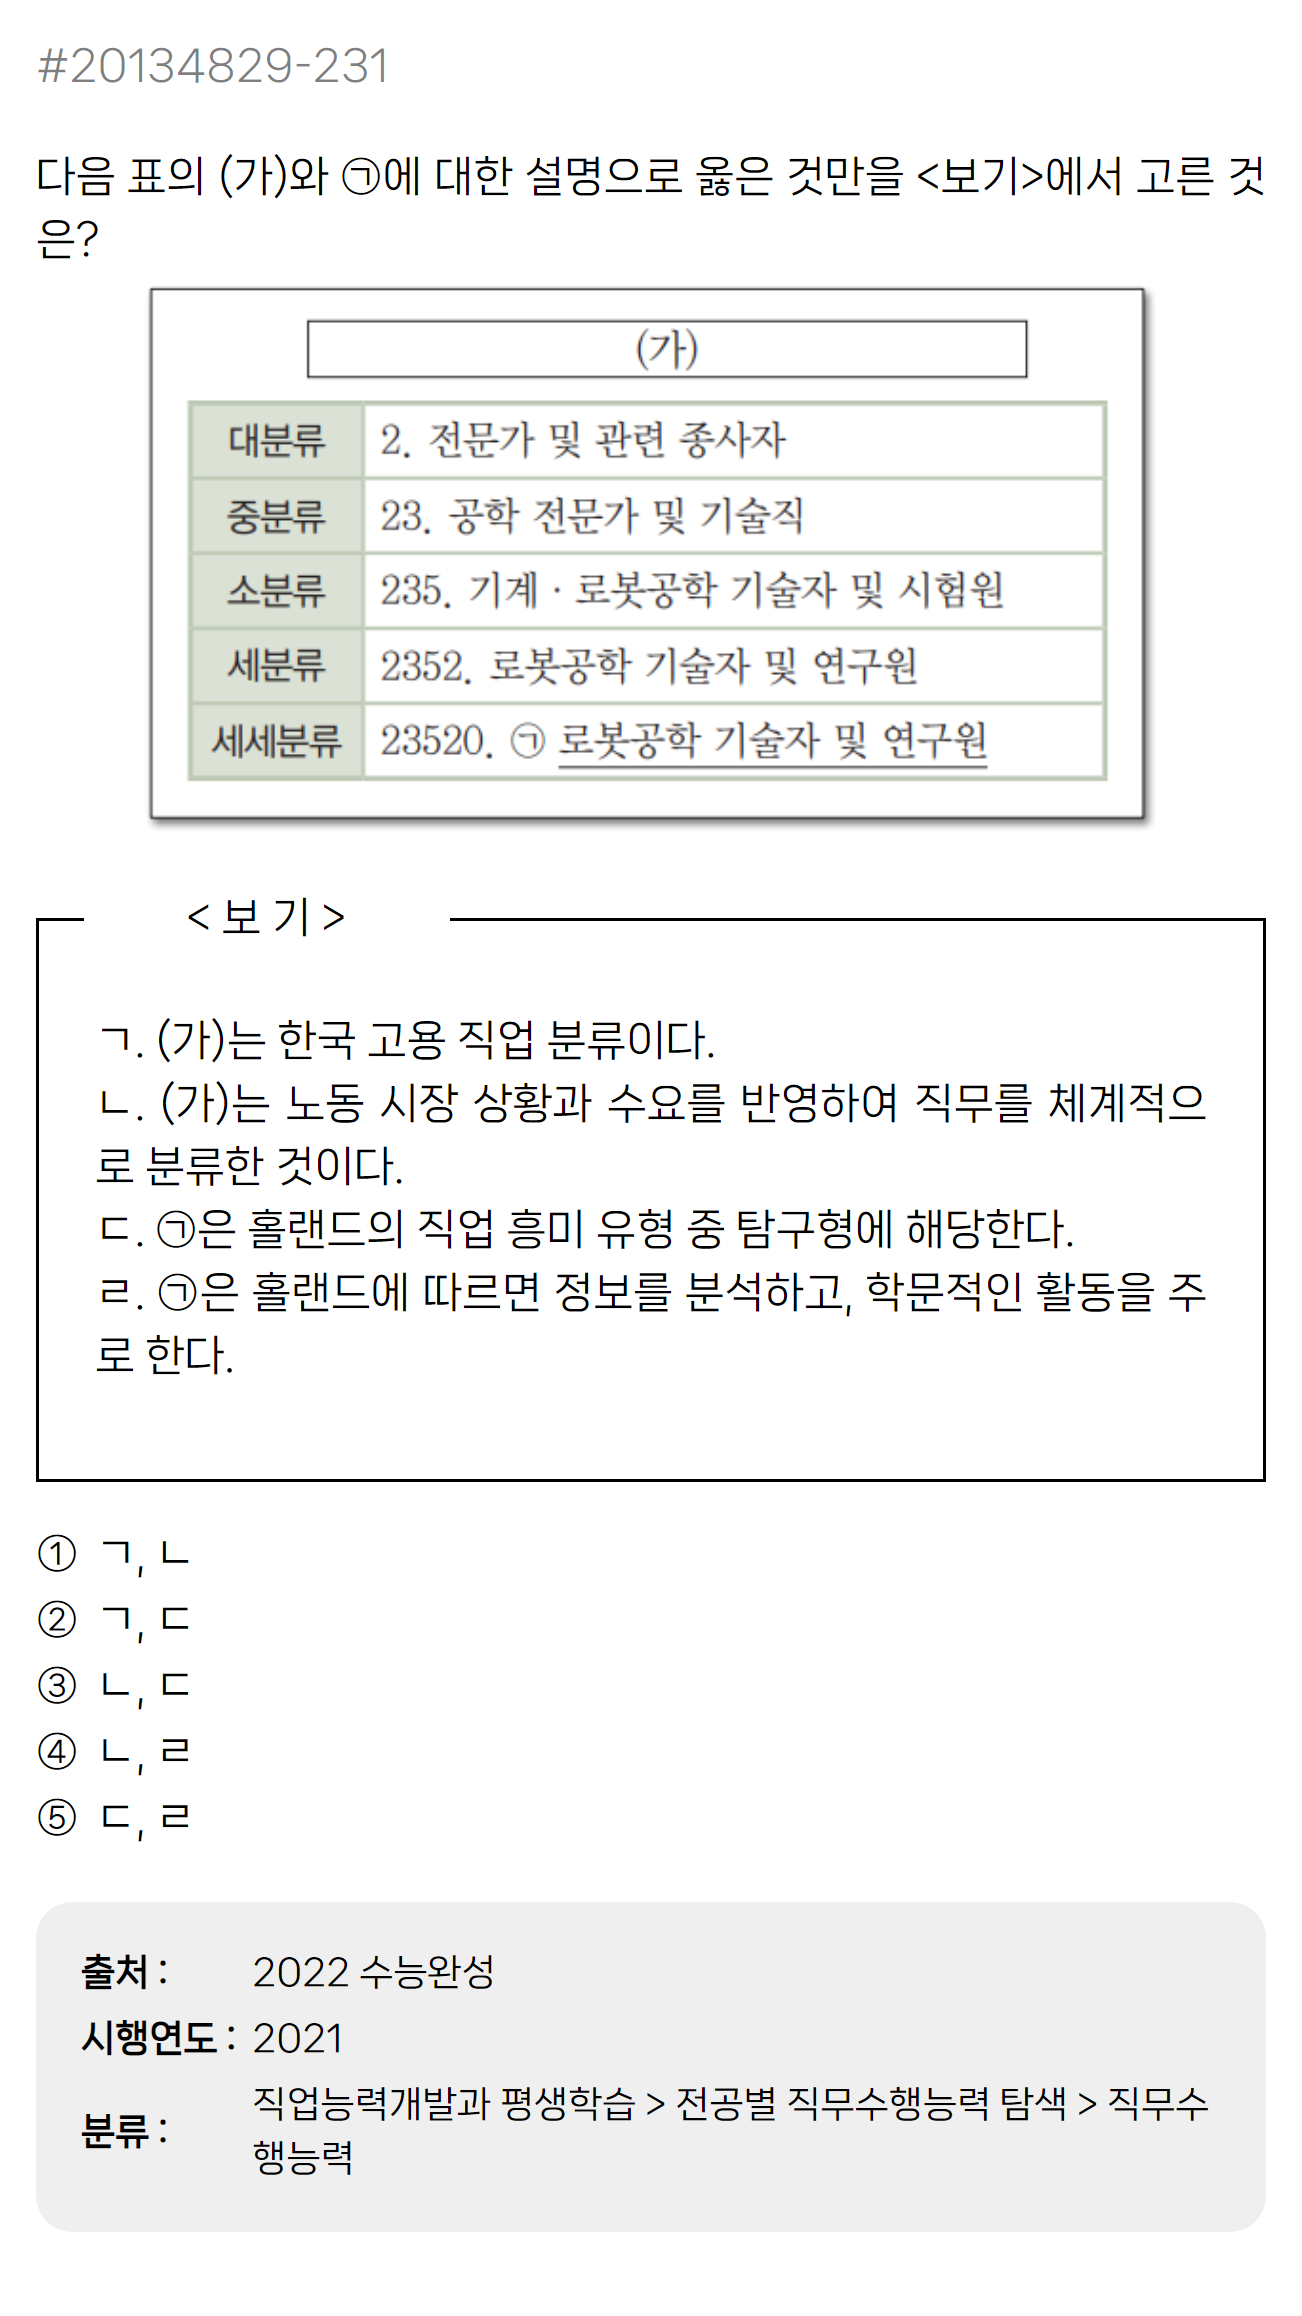 #20134829-231
다음 표의 (가)와 ㉠에 대한 설명으로 옳은 것만을 <보기>에서 고른 것
은?
(가)
대분류 2. 전문가 및 관련 종사자
중분류 23. 공학 전문가 및 기술직
소분류 235. 기계 · 로봇공학 기술자 및 시험원
세분류 2352. 로봇공학 기술자 및 연구원
세세분류 23520. ㉠ 로봇공학 기술자 및 연구원
< 보 기 >
ㄱ. (가)는 한국 고용 직업 분류이다.
ㄴ. (가)는 노동 시장 상황과 수요를 반영하여 직무를 체계적으
로 분류한 것이다.
ㄷ. ㉠은 홀랜드의 직업 흥미 유형 중 탐구형에 해당한다.
ㄹ. ㉠은 홀랜드에 따르면 정보를 분석하고, 학문적인 활동을 주
로 한다.
① ㄱ, ㄴ
② ㄱ, ㄷ
③ ㄴ, ㄷ
④ ㄴ, ㄹ
⑤ ㄷ, ㄹ
출처 : 2022 수능완성
시행연도 : 2021
분류 : 직업능력개발과 평생학습 > 전공별 직무수행능력 탐색 > 직무수
행능력